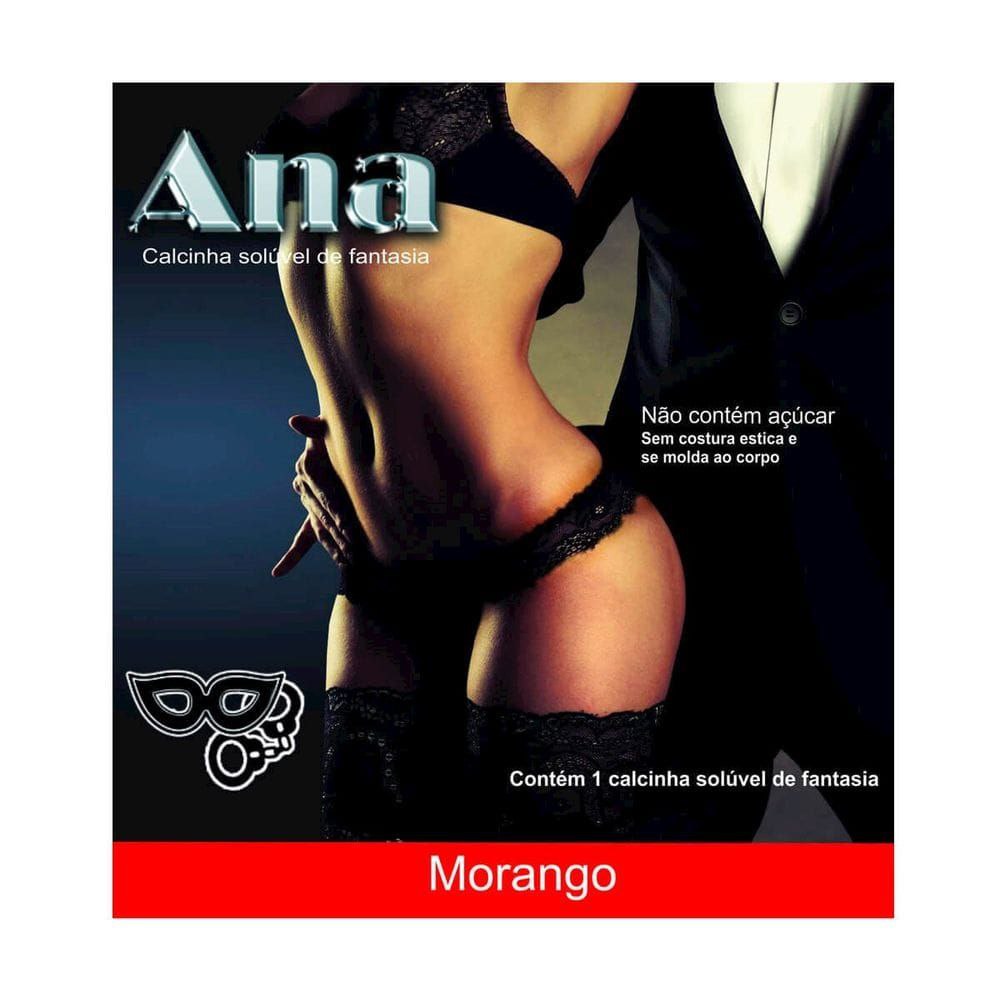 Ana
Calcinha solúvel de fantasia
Não contém açúcar
Sem costura estica e
se molda ao corpo
Contém 1 calcinha solúvel de fantasia
Morango